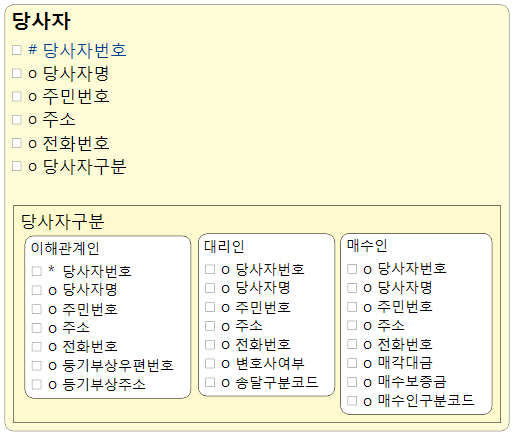 당사자
# 당사자번호
o 당사자명
o 주민번호
o 주소
o 전화번호
o 당사자구분
당사자구분
이해관계인
* 당사자번호
o 당사자명
o 주민번호
o 주소
o 전화번호
o 등기부상우편번호
o 등기부상주소
대리인
o 당사자번호
o 당사자명
o 주민번호
o 주소
o 전화번호
o 변호사여부
o 송달구분코드
매수인
o 당사자번호
o 당사자명
o 주민번호
o 주소
o 전화번호
o 매각대금
o 매수보증금
o 매수인구분코드